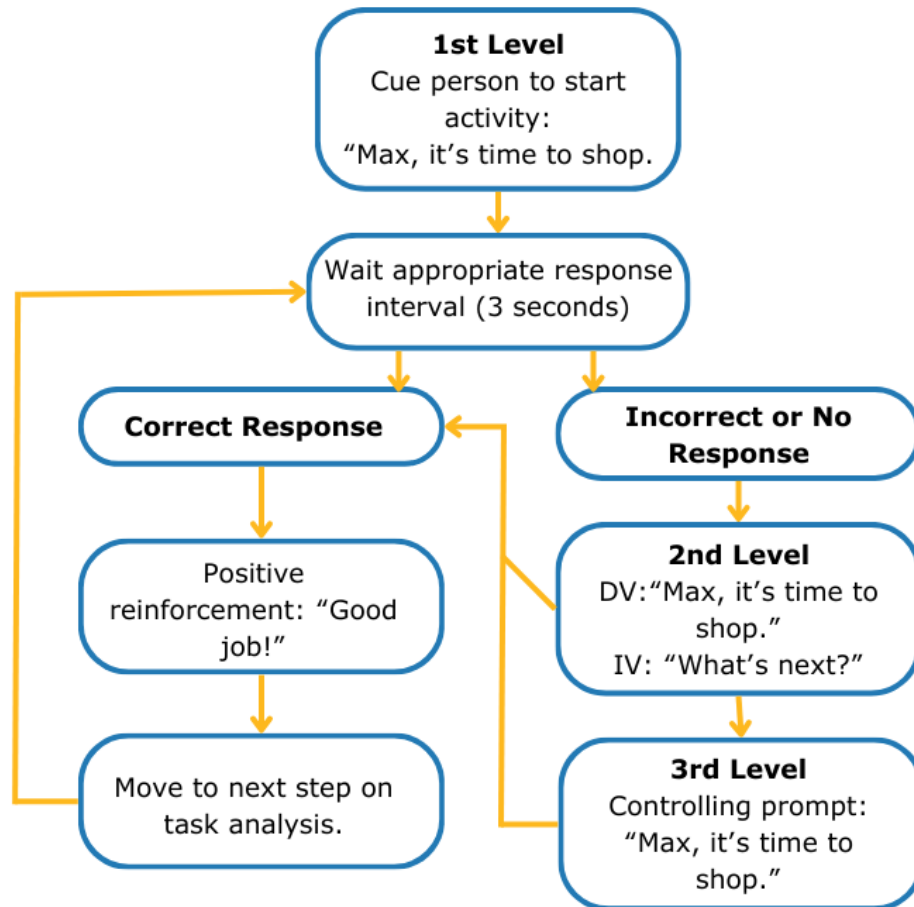 1st Level
Cue person to start
activity:
“Max, it’s time to shop.
Wait appropriate response
interval (3 seconds)
Correct Response
Incorrect or No
Response
Positive
reinforcement: “Good
job!”
2nd Level
DV:“Max, it’s time to
shop.”
IV: “What’s next?”
Move to next step on
task analysis.
3rd Level
Controlling prompt:
“Max, it’s time to
shop.”